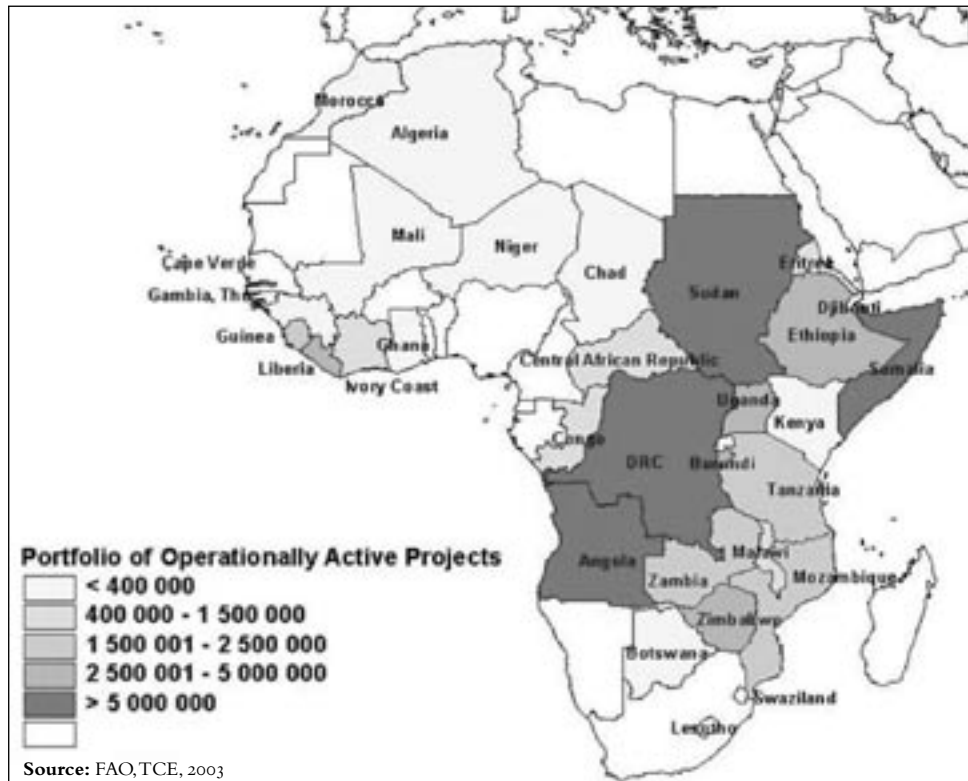 Morocco
Algeria
Mali
Niger
Chad
Cape Verde
Gambia, The
Sudan
Eritrea
Djibouti
Guinea
Ghana
Ethiopia
Liberia
Central African Republic
Somalia
Ivory Coast
Uganda
Kenya
Congo
DRC
Burundi
Tanzania
Angola
Malawi
Zambia
Mozambique
Zimbabwe
Botswana
Swaziland
Lesotho
Portfolio of Operationally Active Projects
< 400 000
400 000 - 1 500 000
1 500 001 - 2 500 000
2 500 001 - 5 000 000
> 5 000 000
Source: FAO, TCE, 2003